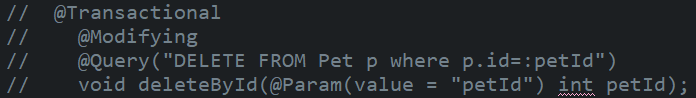 //  @Transactional
//    @Modifying
//    @Query("DELETE FROM Pet p where p.id=:petId")
//    void deleteById(@Param(value = "petId") int petId);